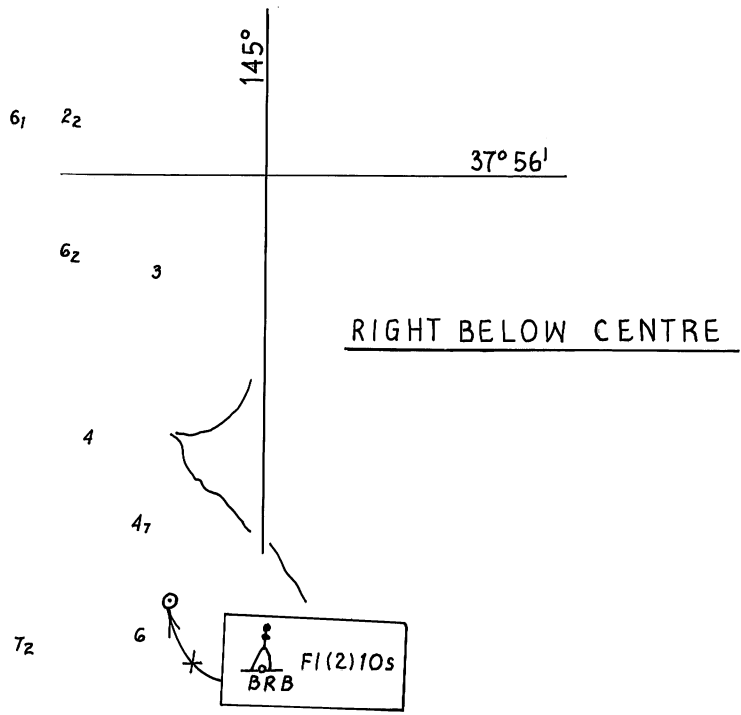 145°
6₁ 2₂
37° 56'
6₂ 3
RIGHT BELOW CENTRE
4
4₇
7₂ 6 Fl(2)10s
BRB